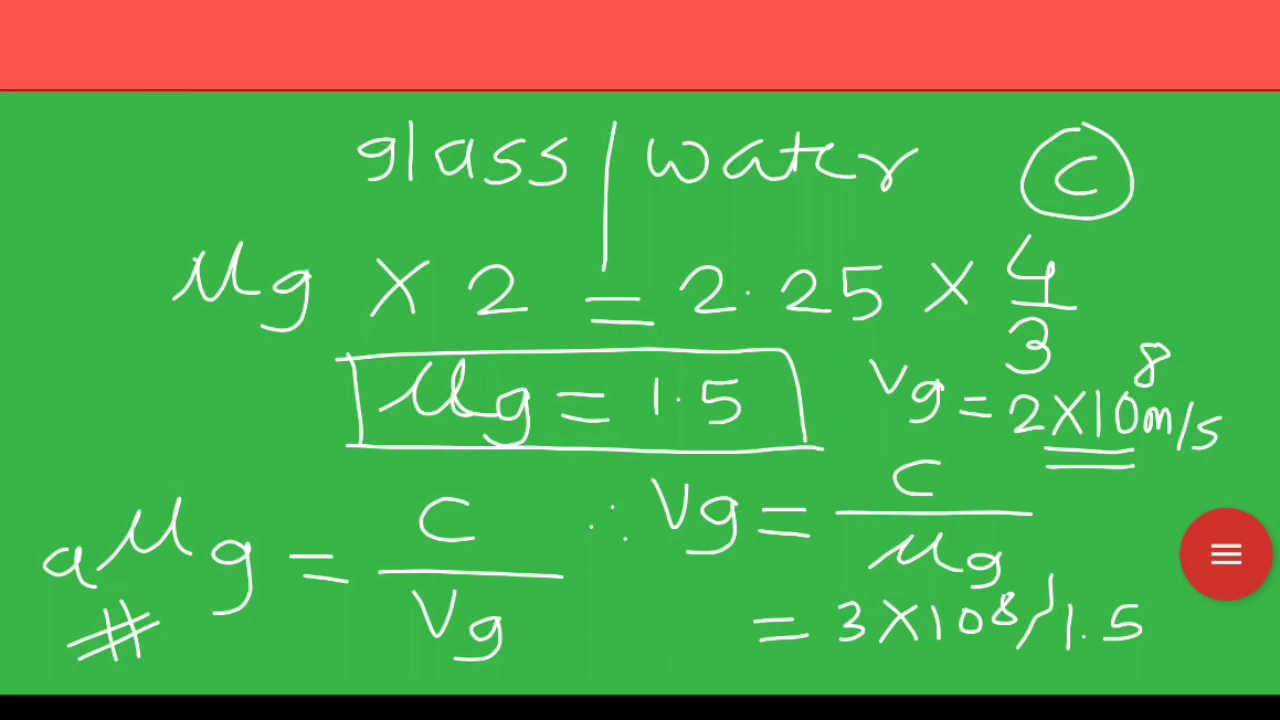 glass | water C
μg × 2 = 2.25 × 4/3
μg = 1.5
Vg = 2×10⁸ m/s
aμg = C/Vg ∴ Vg = C/μg
= 3×10⁸/1.5